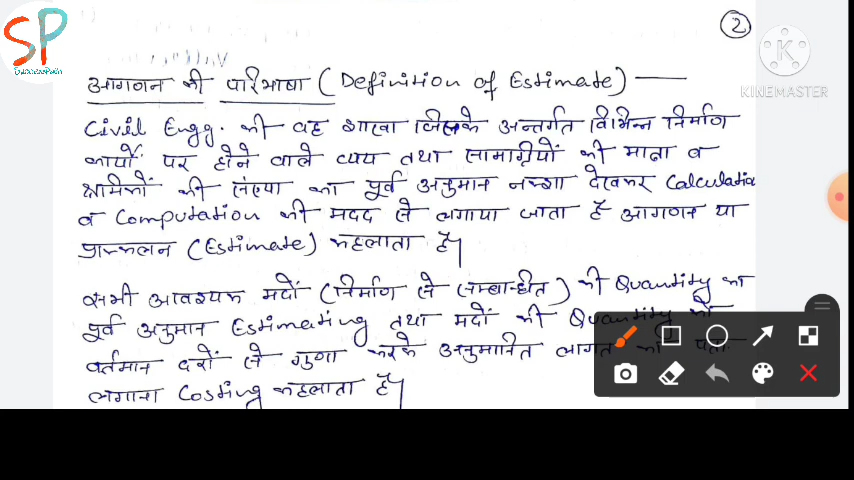 SP
SuccessPath
2
KINEMASTER
आगणन की परिभाषा (Definition of Estimate) —
Civil Engg. की वह शाखा जिसके अन्तर्गत विभिन्न निर्माण
कार्यों पर होने वाले व्यय तथा सामाग्रीयों की मात्रा व
श्रमिकों की संख्या का पूर्व अनुमान नक्शा देखकर Calculation
व Computation की मदद से लगाया जाता है आगणन या
प्राक्कलन (Estimate) कहलाता है।
सभी आवश्यक मदों (निर्माण से सम्बन्धित) की Quantity का
पूर्व अनुमान Estimating तथा मदों की Quantity को
वर्तमान दरों से गुणा करके अनुमानित लागत का पता
लगाना Costing कहलाता है।